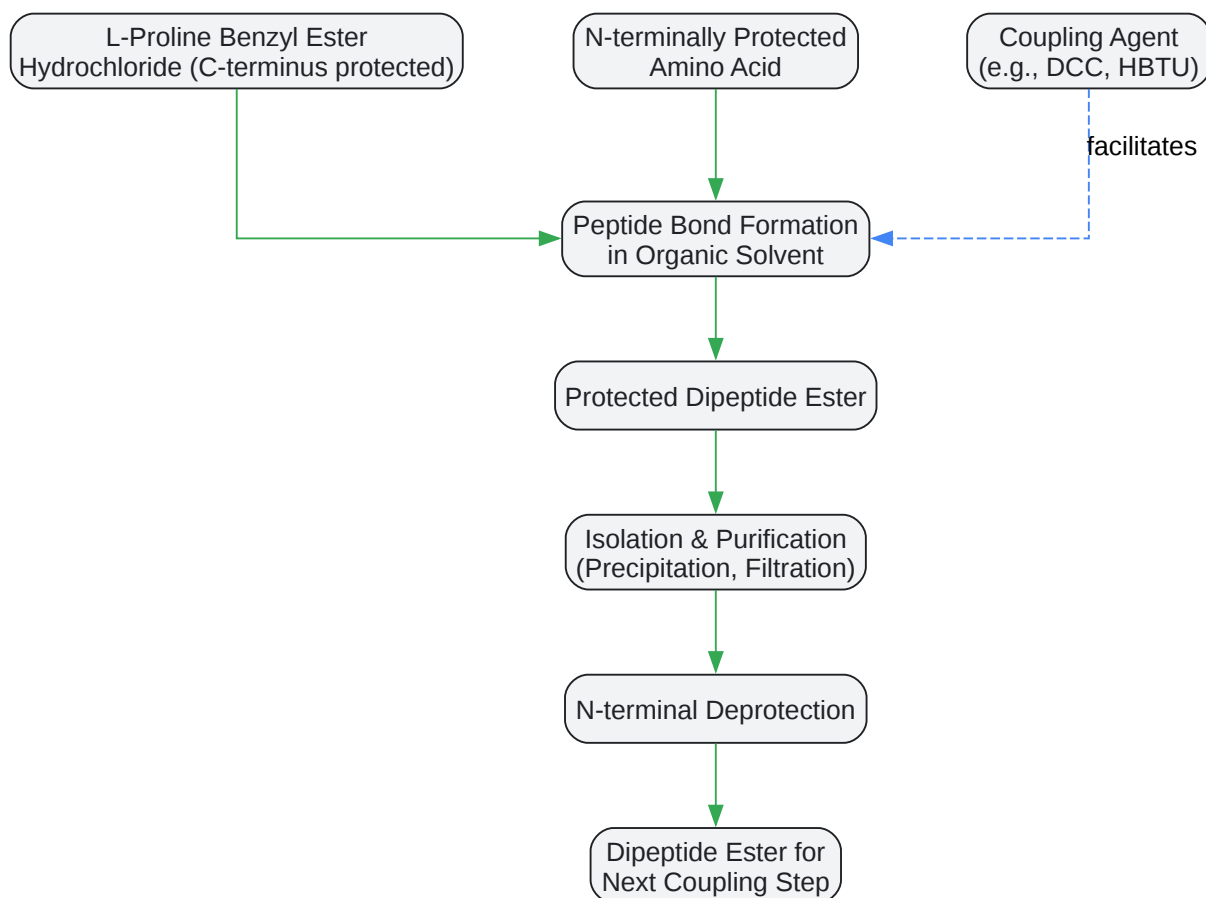 L-Proline Benzyl Ester
Hydrochloride (C-terminus protected)
N-terminally Protected
Amino Acid
Coupling Agent
(e.g., DCC, HBTU)
facilitates
Peptide Bond Formation
in Organic Solvent
Protected Dipeptide Ester
Isolation & Purification
(Precipitation, Filtration)
N-terminal Deprotection
Dipeptide Ester for
Next Coupling Step